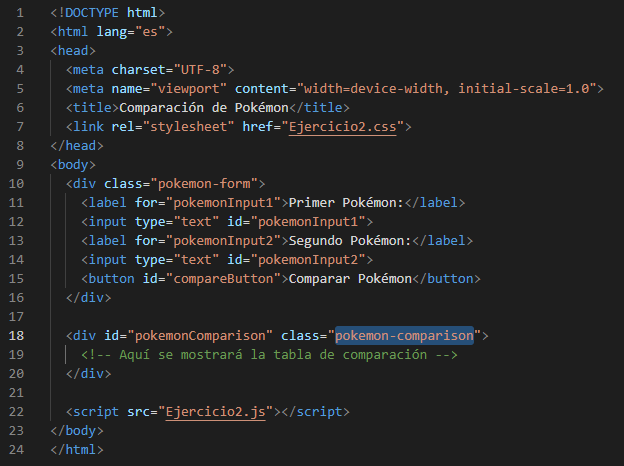 1 <!DOCTYPE html>
2 <html lang="es">
3 <head>
4 <meta charset="UTF-8">
5 <meta name="viewport" content="width=device-width, initial-scale=1.0">
6 <title>Comparación de Pokémon</title>
7 <link rel="stylesheet" href="Ejercicio2.css">
8 </head>
9 <body>
10 <div class="pokemon-form">
11 <label for="pokemonInput1">Primer Pokémon:</label>
12 <input type="text" id="pokemonInput1">
13 <label for="pokemonInput2">Segundo Pokémon:</label>
14 <input type="text" id="pokemonInput2">
15 <button id="compareButton">Comparar Pokémon</button>
16 </div>
17
18 <div id="pokemonComparison" class="pokemon-comparison">
19 <!-- Aquí se mostrará la tabla de comparación -->
20 </div>
21
22 <script src="Ejercicio2.js"></script>
23 </body>
24 </html>